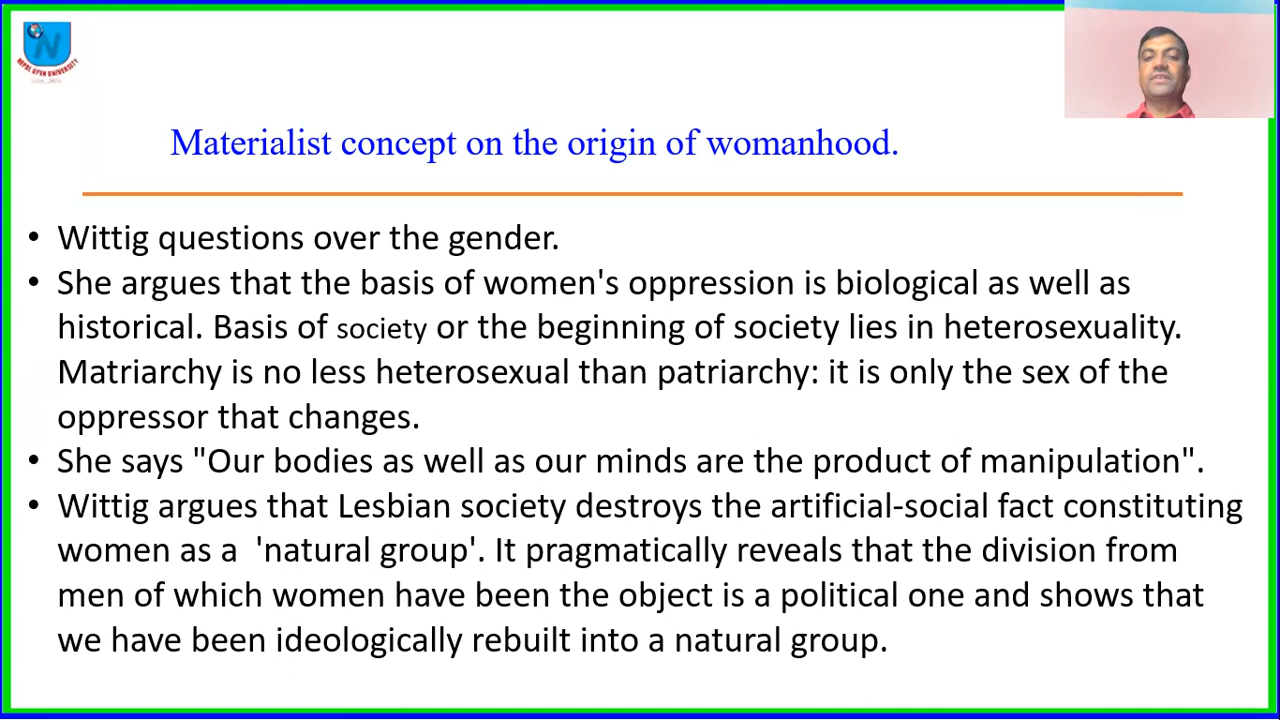 N
NEPAL OPEN UNIVERSITY
Materialist concept on the origin of womanhood.
• Wittig questions over the gender.
• She argues that the basis of women's oppression is biological as well as
historical. Basis of society or the beginning of society lies in heterosexuality.
Matriarchy is no less heterosexual than patriarchy: it is only the sex of the
oppressor that changes.
• She says "Our bodies as well as our minds are the product of manipulation".
• Wittig argues that Lesbian society destroys the artificial-social fact constituting
women as a  'natural group'. It pragmatically reveals that the division from
men of which women have been the object is a political one and shows that
we have been ideologically rebuilt into a natural group.